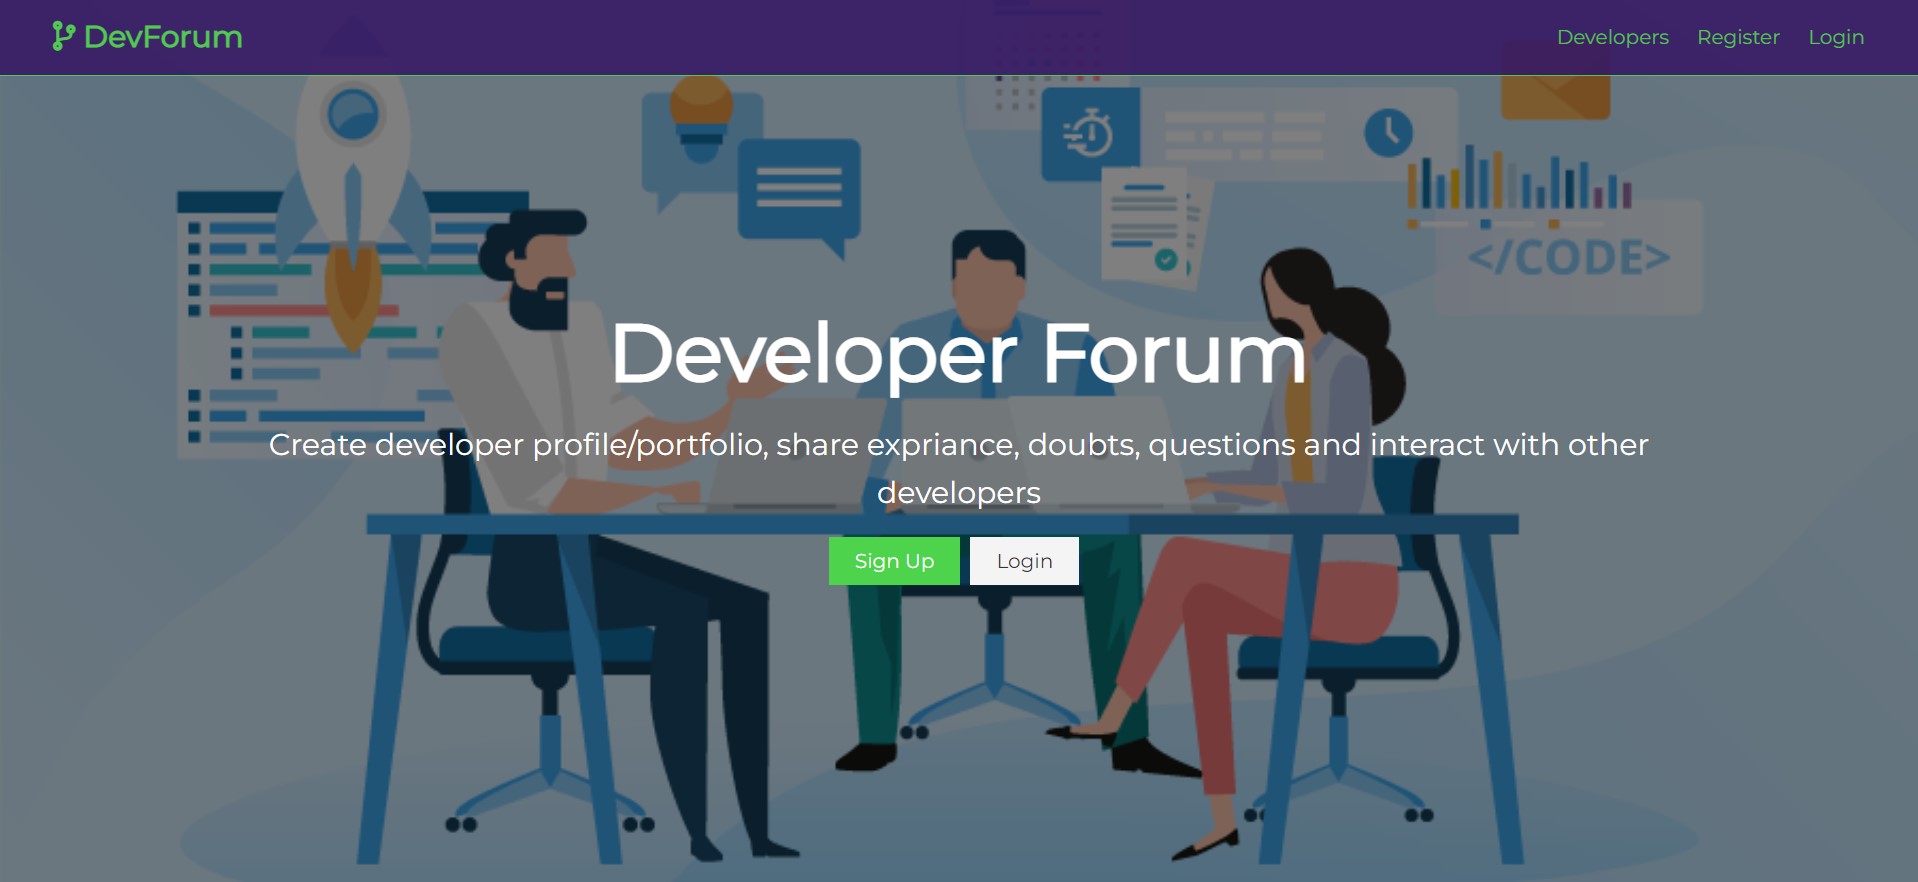 DevForum
Developers Register Login
</CODE>
Developer Forum
Create developer profile/portfolio, share expriance, doubts, questions and interact with other
developers
Sign Up Login